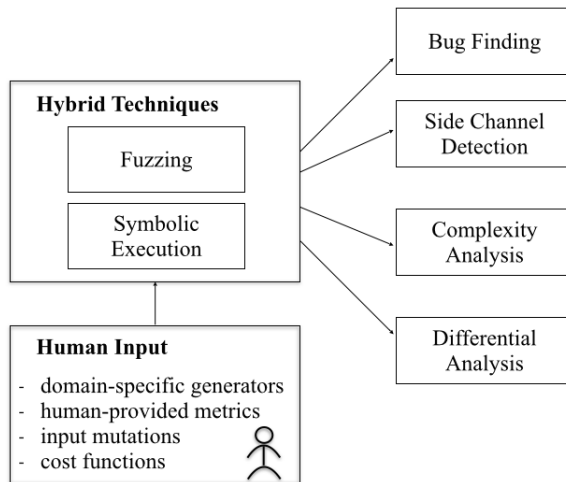 Hybrid Techniques
Fuzzing
Symbolic
Execution
Human Input
- domain-specific generators
- human-provided metrics
- input mutations
- cost functions
Bug Finding
Side Channel
Detection
Complexity
Analysis
Differential
Analysis